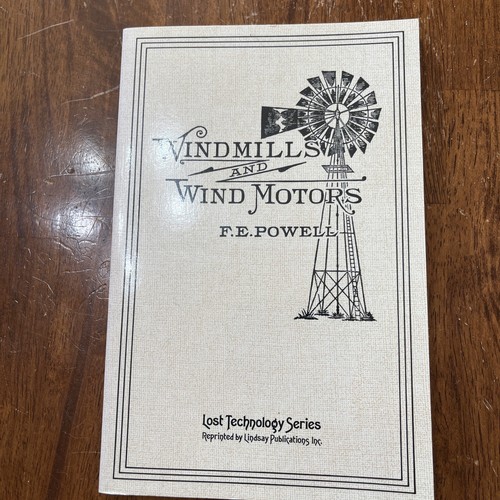 WINDMILLS
AND
WIND MOTORS
F.E.POWELL
Lost Technology Series
Reprinted by Lindsay Publications Inc.